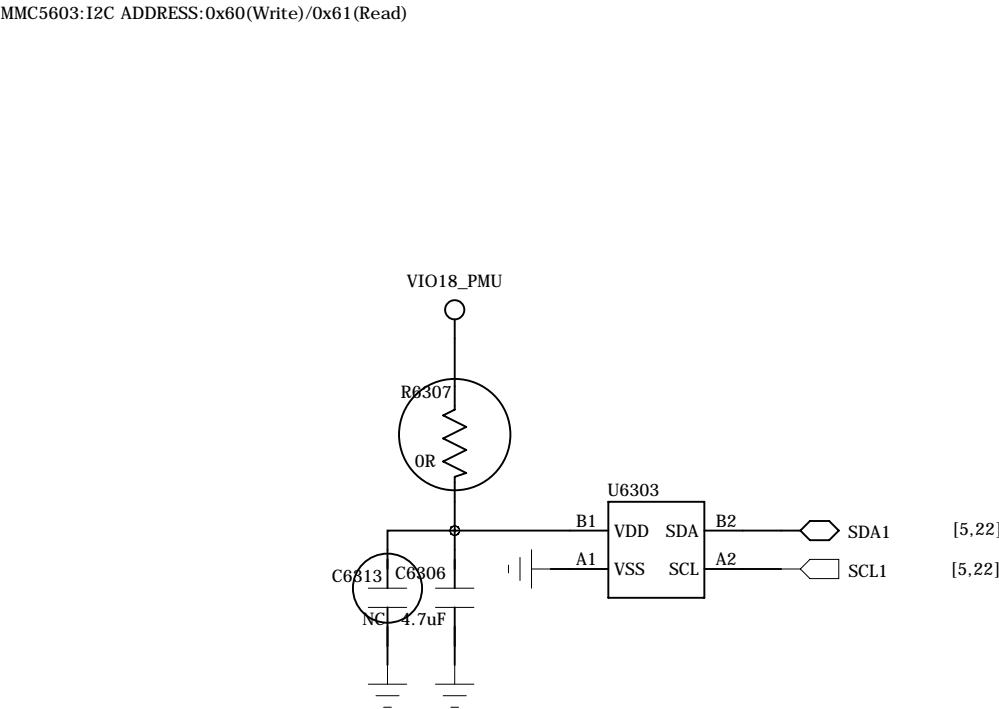 MMC5603:I2C ADDRESS:0x60(Write)/0x61(Read)
VIO18_PMU
R6307
0R
U6303
B1 VDD SDA B2 SDA1 [5,22]
A1 VSS SCL A2 SCL1 [5,22]
C6313 C6306
NC 4.7uF